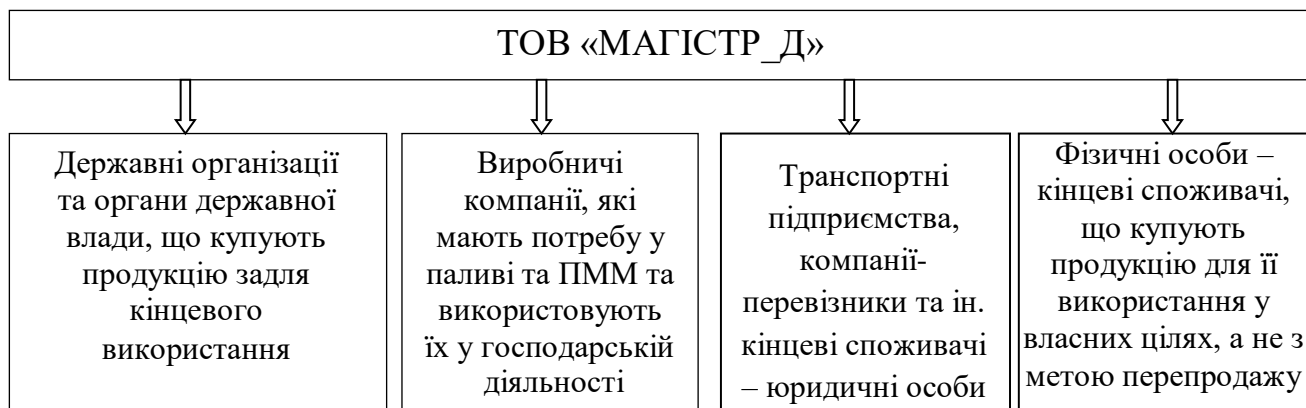 ТОВ «МАГІСТР_Д»
Державні організації
та органи державної
влади, що купують
продукцію задля
кінцевого
використання
Виробничі
компанії, які
мають потребу у
паливі та ПММ та
використовують
їх у господарській
діяльності
Транспортні
підприємства,
компанії-
перевізники та ін.
кінцеві споживачі
– юридичні особи
Фізичні особи –
кінцеві споживачі,
що купують
продукцію для її
використання у
власних цілях, а не з
метою перепродажу